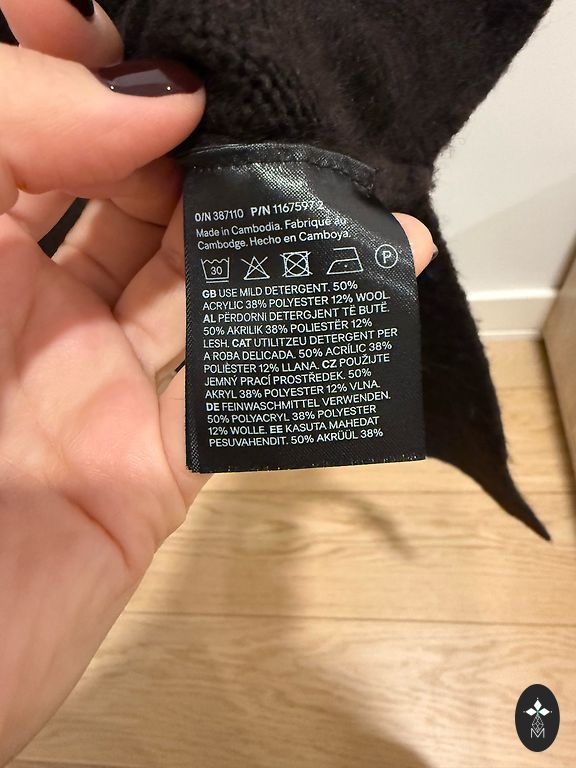 O/N 387110 P/N 1167597 2
Made in Cambodia. Fabriqué au
Cambodge. Hecho en Camboya.
30 P
GB USE MILD DETERGENT. 50%
ACRYLIC 38% POLYESTER 12% WOOL.
AL PËRDORNI DETERGJENT TË BUTË.
50% AKRILIK 38% POLIESTËR 12%
LESH. CAT UTILITZEU DETERGENT PER
A ROBA DELICADA. 50% ACRÍLIC 38%
POLIÈSTER 12% LLANA. CZ POUŽIJTE
JEMNÝ PRACÍ PROSTŘEDEK. 50%
AKRYL 38% POLYESTER 12% VLNA.
DE FEINWASCHMITTEL VERWENDEN.
50% POLYACRYL 38% POLYESTER
12% WOLLE. EE KASUTA MAHEDAT
PESUVAHENDIT. 50% AKRÜÜL 38%
M